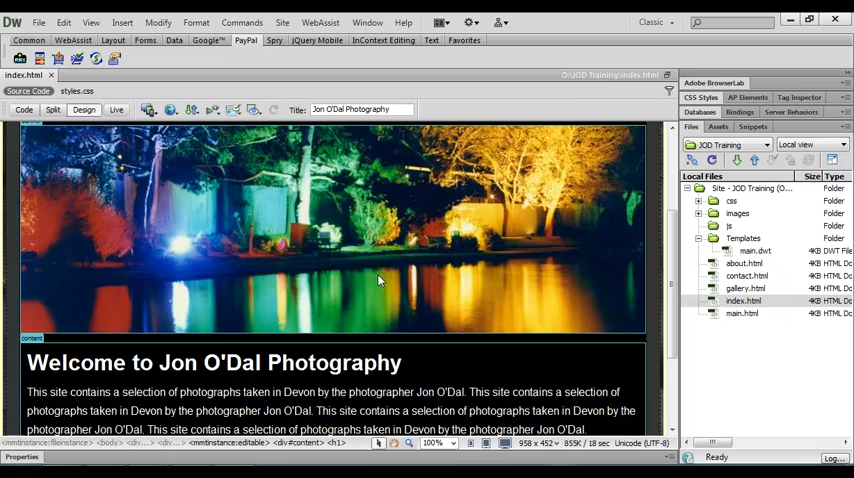 Dw File Edit View Insert Modify Format Commands Site WebAssist Window Help Classic
Common WebAssist Layout Forms Data Google™ PayPal Spry jQuery Mobile InContext Editing Text Favorites
index.html × O:\JOD Training\index.html
Source Code styles.css
Code Split Design Live Title: Jon O'Dal Photography
Adobe BrowserLab
CSS Styles AP Elements Tag Inspector
Databases Bindings Server Behaviors
Files Assets Snippets
JOD Training Local view
Local Files Size Type
Site - JOD Training (O... Folder
css Folder
images Folder
js Folder
Templates Folder
main.dwt 4KB DWT File
about.html 4KB HTML Do
contact.html 4KB HTML Do
gallery.html 4KB HTML Do
index.html 4KB HTML Do
main.html 4KB HTML Do
content
Welcome to Jon O'Dal Photography
This site contains a selection of photographs taken in Devon by the photographer Jon O'Dal. This site contains a selection of
photographs taken in Devon by the photographer Jon O'Dal. This site contains a selection of photographs taken in Devon by the
photographs taken in Devon by the photographer Jon O'Dal.
<mmtinstance:fileinstance> <body> <div...> <div...> <mmtinstance:editable> <div#content> <h1> 100% 958 x 452 855K / 18 sec Unicode (UTF-8)
Properties
Ready Log...